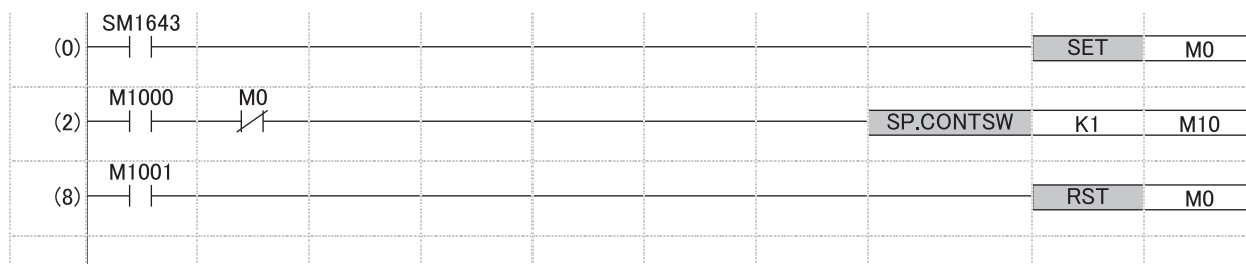 SM1643
(0) SET M0
M1000 M0
(2) SP.CONTSW K1 M10
M1001
(8) RST M0